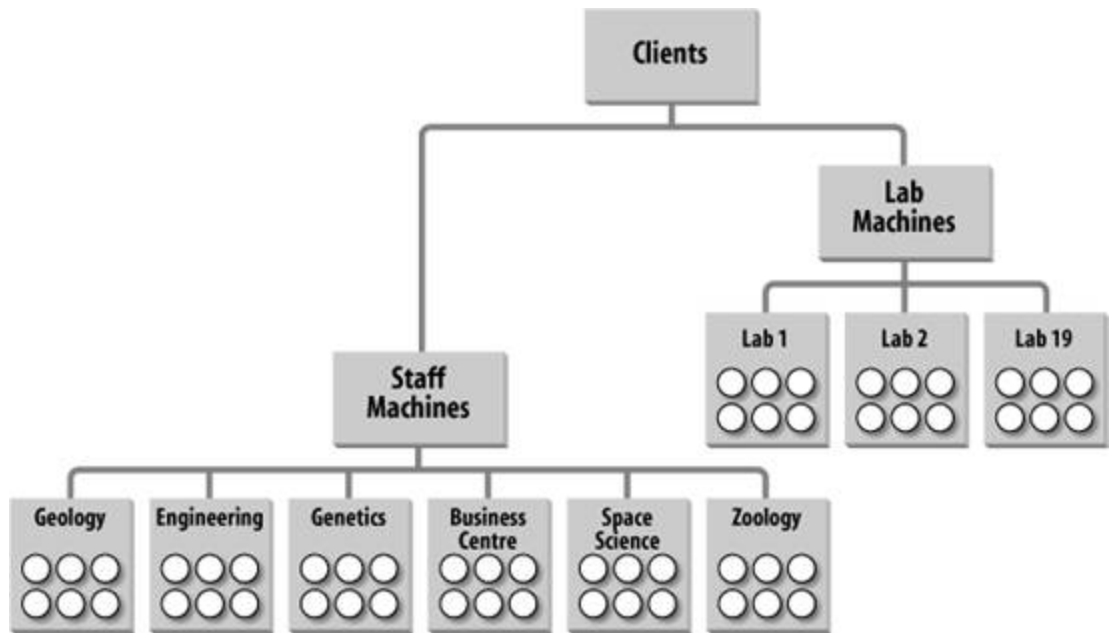 Clients
Lab
Machines
Lab 1
Lab 2
Lab 19
Staff
Machines
Geology
Engineering
Genetics
Business
Centre
Space
Science
Zoology